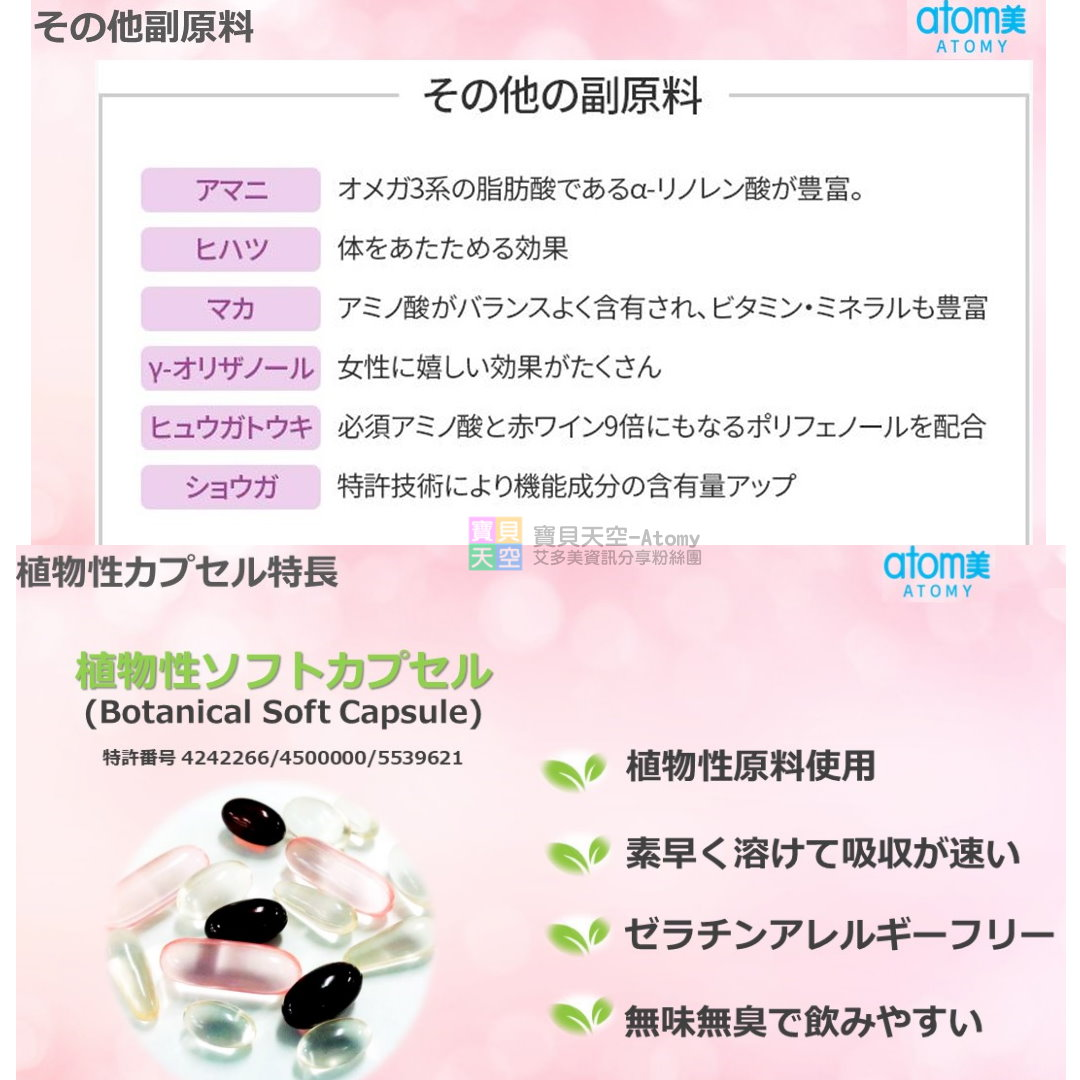 その他副原料
atom美
ATOMY
その他の副原料
アマニ オメガ3系の脂肪酸であるα-リノレン酸が豊富。
ヒハツ 体をあたためる効果
マカ アミノ酸がバランスよく含有され、ビタミン・ミネラルも豊富
γ-オリザノール 女性に嬉しい効果がたくさん
ヒュウガトウキ 必須アミノ酸と赤ワイン9倍にもなるポリフェノールを配合
ショウガ 特許技術により機能成分の含有量アップ
寶貝天空 寶貝天空-Atomy
艾多美資訊分享粉絲團
植物性カプセル特長
atom美
ATOMY
植物性ソフトカプセル
(Botanical Soft Capsule)
特許番号 4242266/4500000/5539621
植物性原料使用
素早く溶けて吸収が速い
ゼラチンアレルギーフリー
無味無臭で飲みやすい